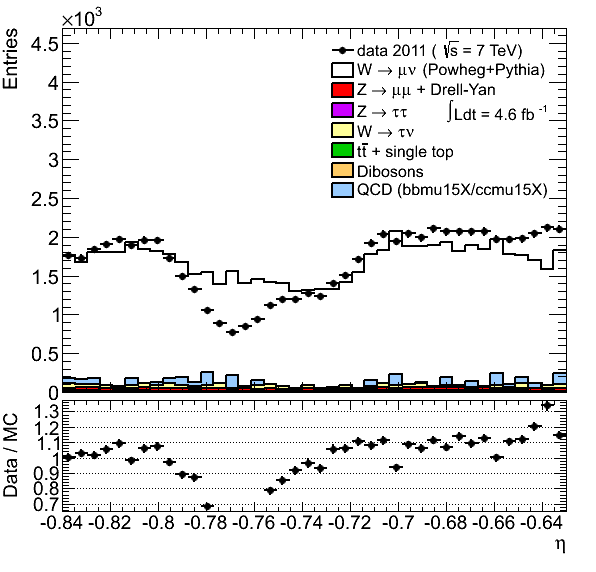 ×10³
Entries
4.5
4
3.5
3
2.5
2
1.5
1
0.5
0
data 2011 ( √s = 7 TeV)
W → μν (Powheg+Pythia)
Z → μμ + Drell-Yan
Z → ττ
∫Ldt = 4.6 fb⁻¹
W → τν
tt̄ + single top
Dibosons
QCD (bbmu15X/ccmu15X)
Data / MC
1.3
1.2
1.1
1
0.9
0.8
0.7
-0.84 -0.82 -0.8 -0.78 -0.76 -0.74 -0.72 -0.7 -0.68 -0.66 -0.64
η